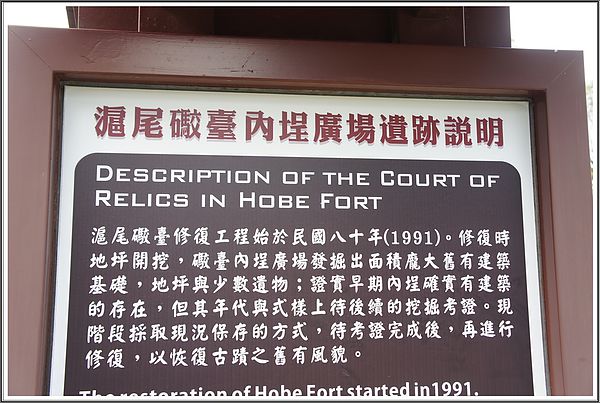 滬尾礮臺內埕廣場遺跡説明
DESCRIPTION OF THE COURT OF
RELICS IN HOBE FORT
滬尾礮臺修復工程始於民國八十年(1991)。修復時
地坪開挖，礮臺內埕廣場發掘出面積龐大舊有建築
基礎，地坪與少數遺物；證實早期內埕確實有建築
的存在，但其年代與式樣上待後續的挖掘考證。現
階段採取現況保存的方式，待考證完成後，再進行
修復，以恢復古蹟之舊有風貌。
The restoration of Hobe Fort started in1991.